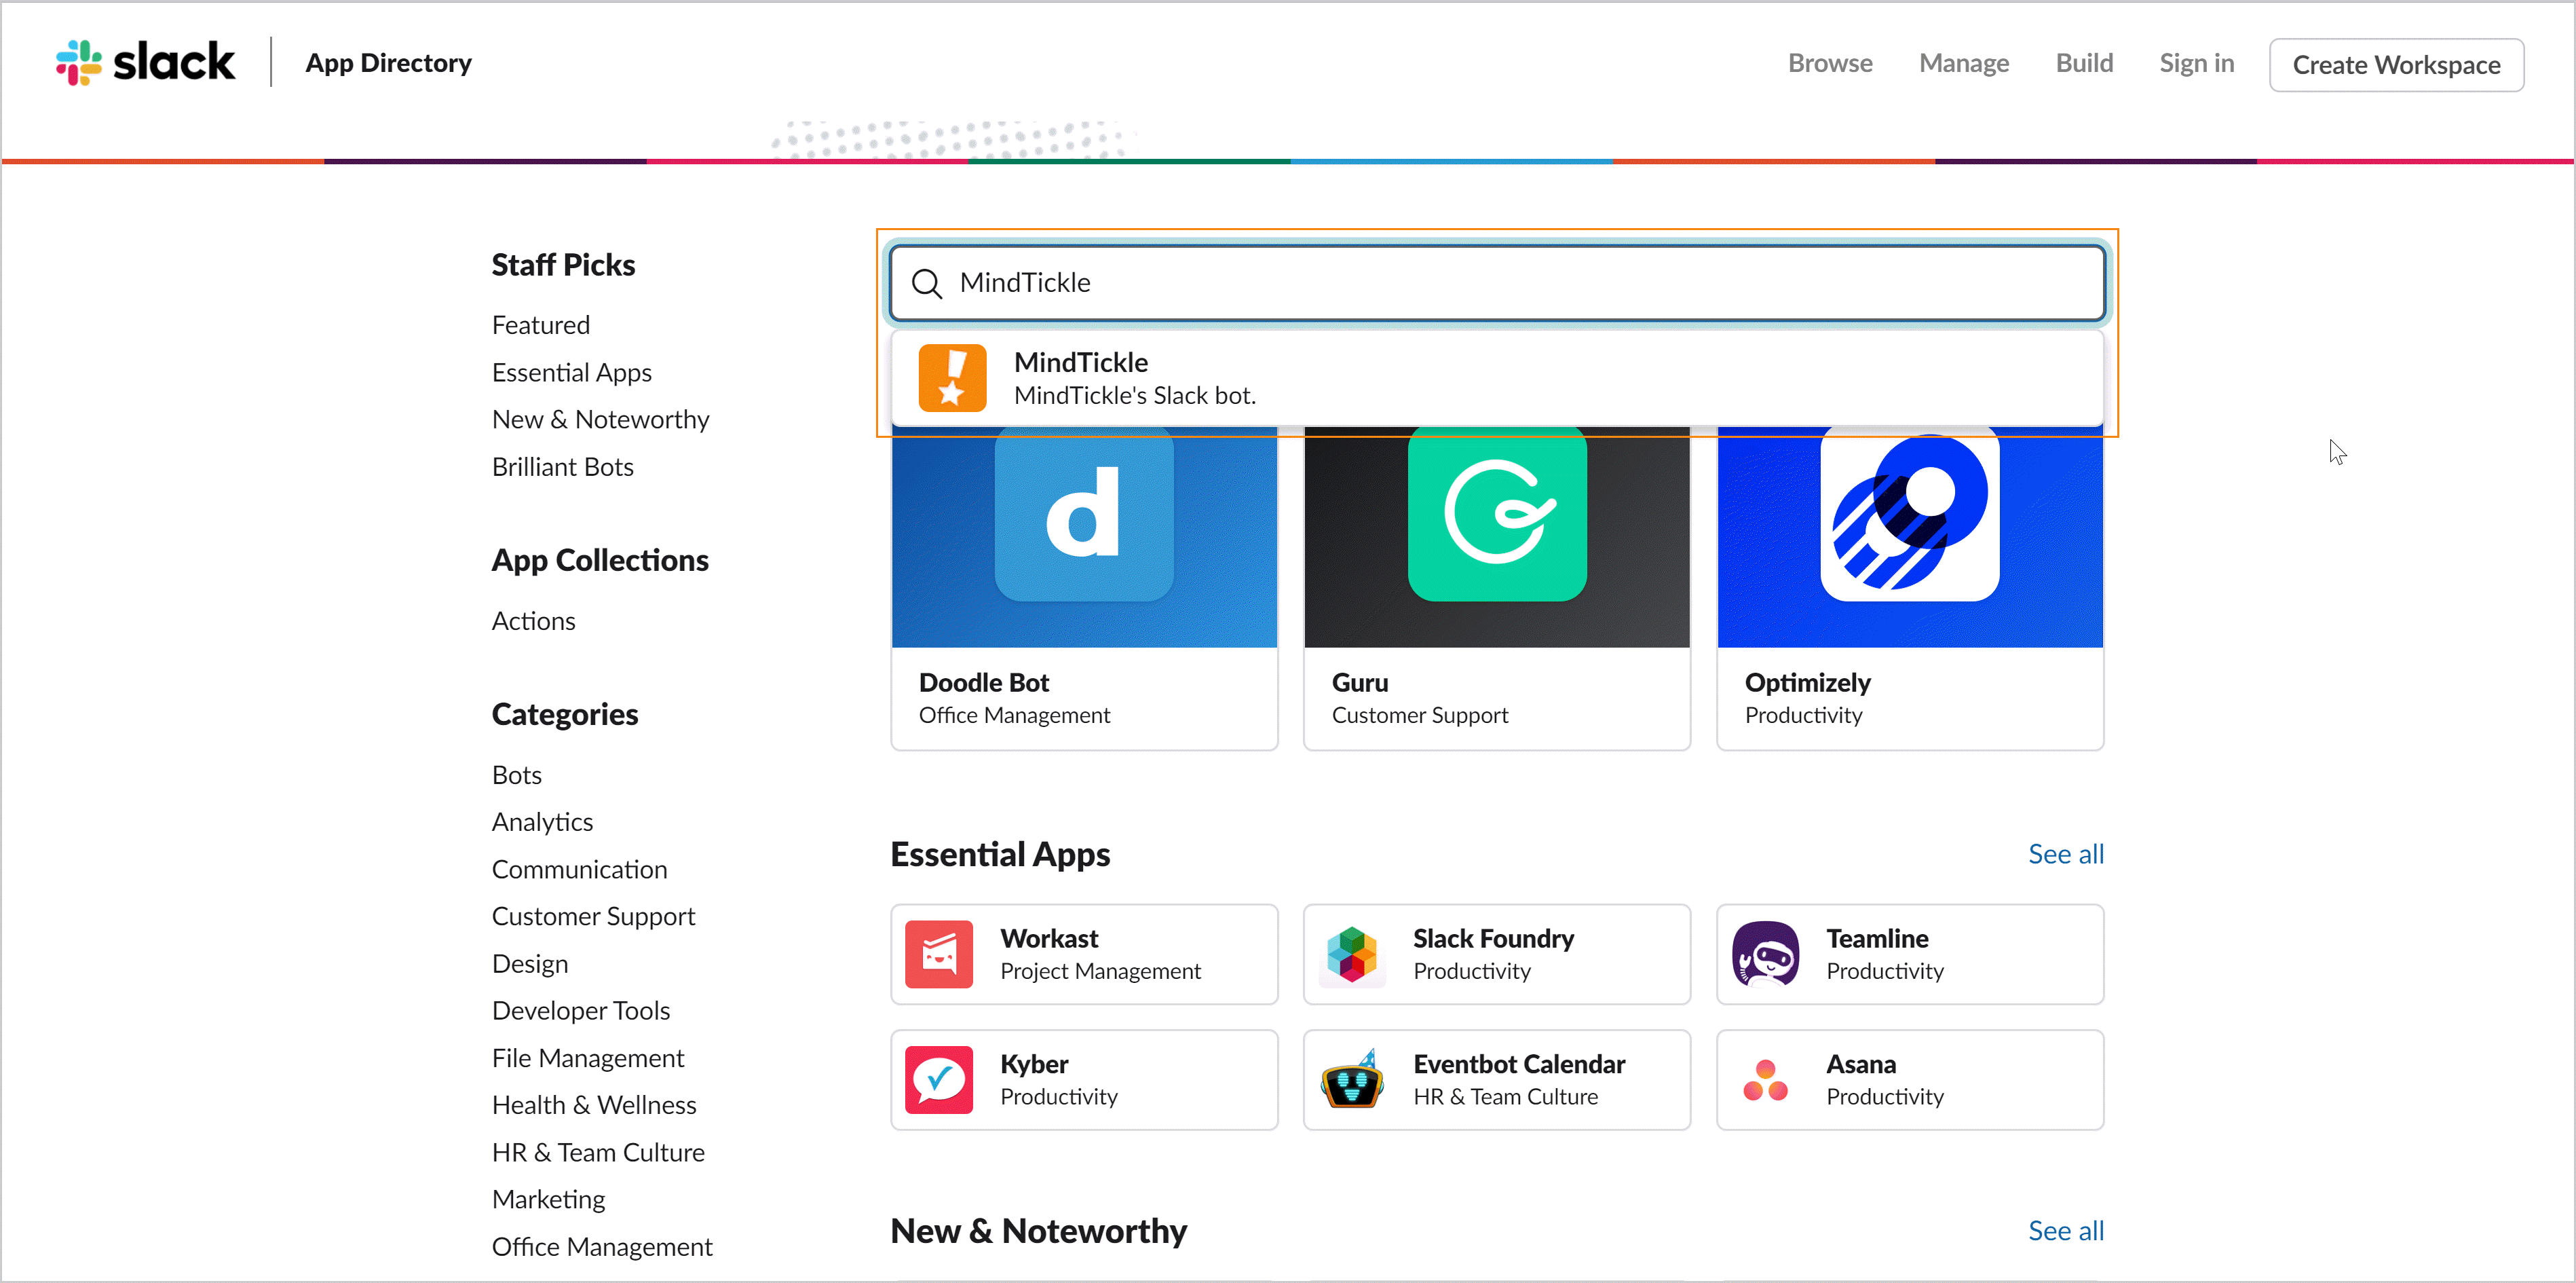 slack App Directory Browse Manage Build Sign in Create Workspace
Staff Picks
Featured
Essential Apps
New & Noteworthy
Brilliant Bots
App Collections
Actions
Categories
Bots
Analytics
Communication
Customer Support
Design
Developer Tools
File Management
Health & Wellness
HR & Team Culture
Marketing
Office Management
MindTickle
MindTickle
MindTickle's Slack bot.
d
Doodle Bot
Office Management
Guru
Customer Support
Optimizely
Productivity
Essential Apps See all
Workast
Project Management
Slack Foundry
Productivity
Teamline
Productivity
Kyber
Productivity
Eventbot Calendar
HR & Team Culture
Asana
Productivity
New & Noteworthy See all